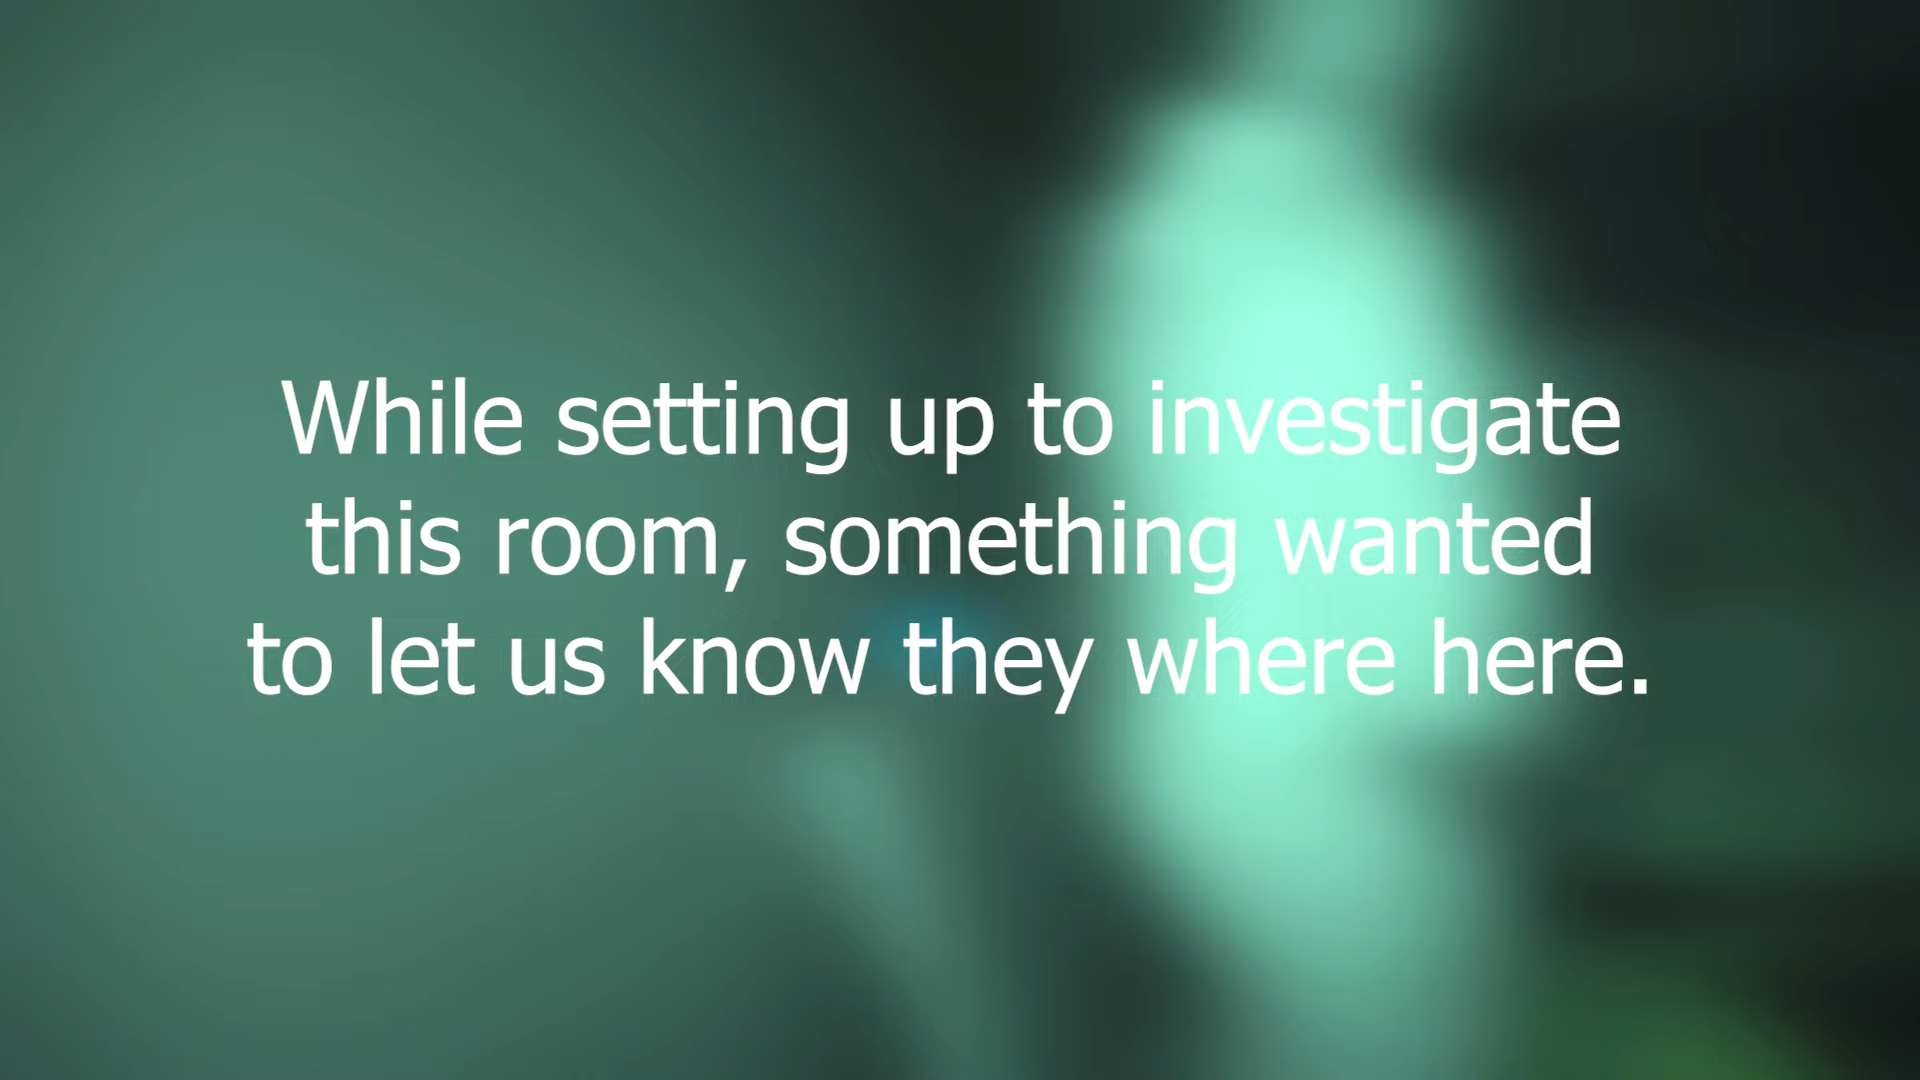 While setting up to investigate
this room, something wanted
to let us know they where here.